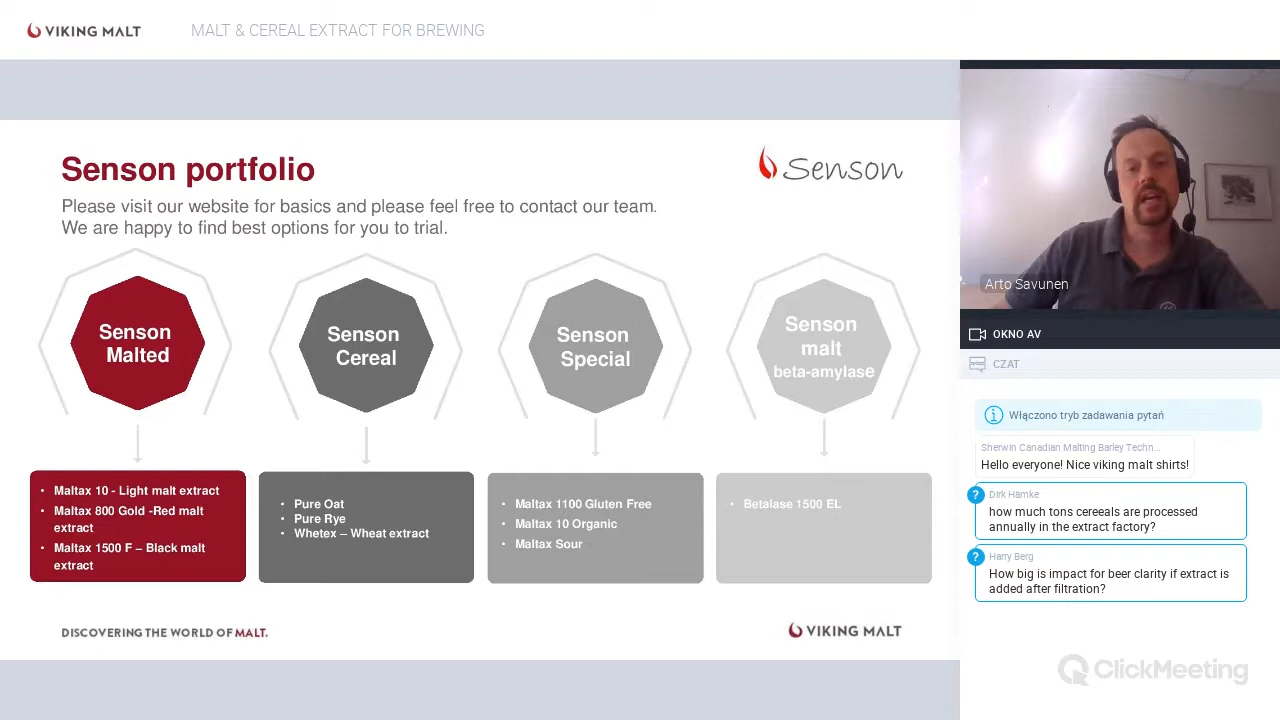 VIKING MALT
MALT & CEREAL EXTRACT FOR BREWING
Senson portfolio
Senson
Please visit our website for basics and please feel free to contact our team.
We are happy to find best options for you to trial.
Senson
Malted
Senson
Cereal
Senson
Special
Senson
malt
beta-amylase
• Maltax 10 - Light malt extract
• Maltax 800 Gold -Red malt
extract
• Maltax 1500 F – Black malt
extract
• Pure Oat
• Pure Rye
• Whetex – Wheat extract
• Maltax 1100 Gluten Free
• Maltax 10 Organic
• Maltax Sour
• Betalase 1500 EL
DISCOVERING THE WORLD OF MALT.
VIKING MALT
Arto Savunen
OKNO AV
CZAT
Włączono tryb zadawania pytań
Sherwin Canadian Malting Barley Techn...
Hello everyone! Nice viking malt shirts!
? Dirk Hamke
how much tons cereeals are processed
annually in the extract factory?
? Harry Berg
How big is impact for beer clarity if extract is
added after filtration?
ClickMeeting